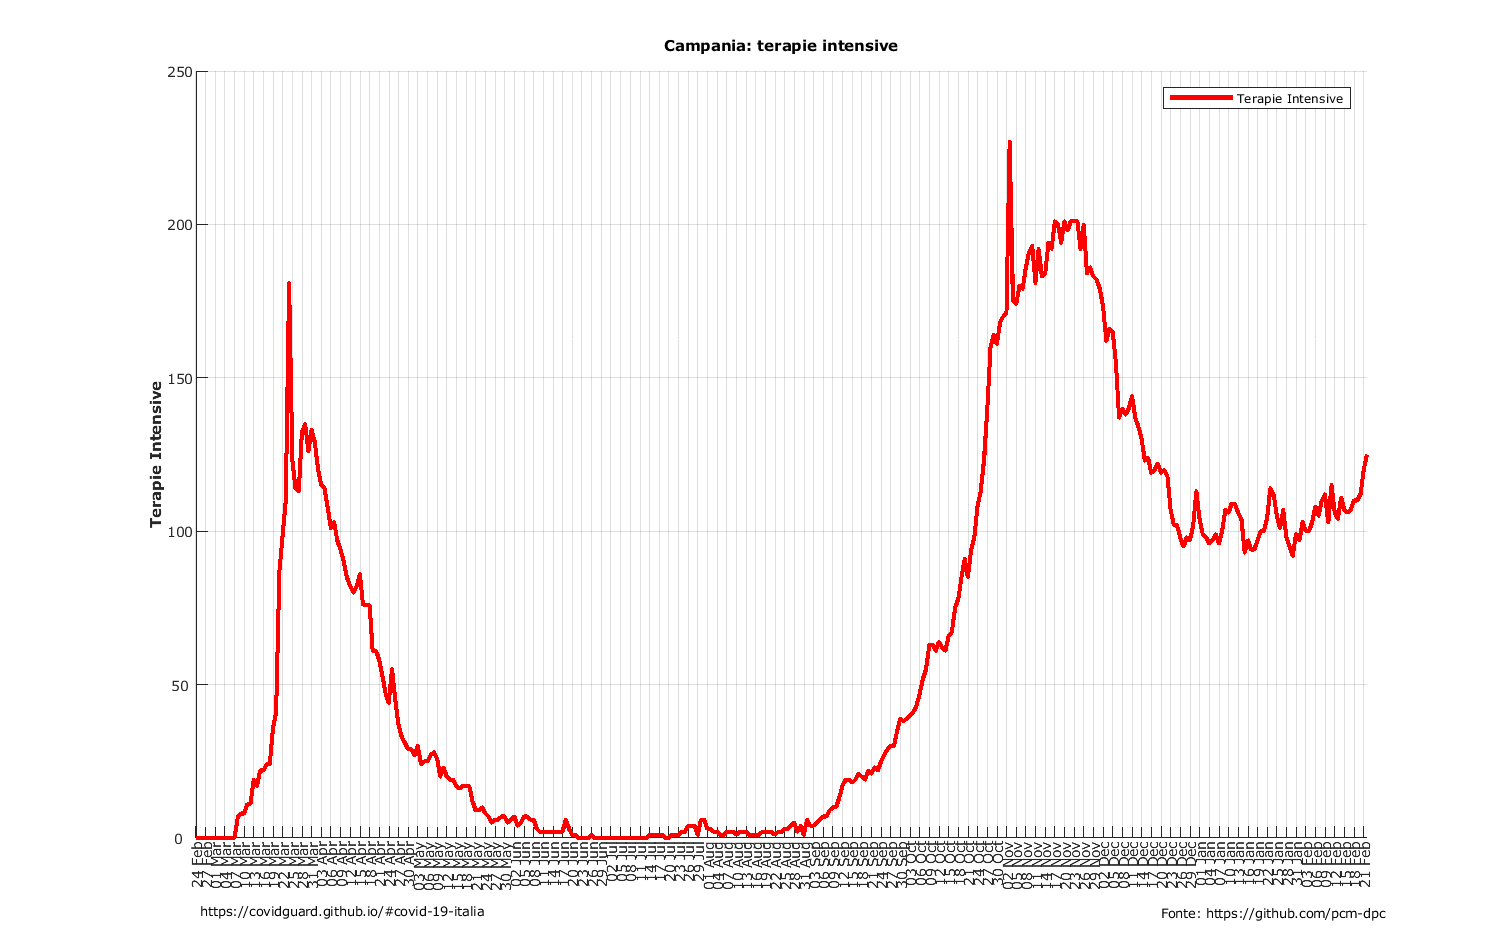 Campania: terapie intensive
Terapie Intensive
Terapie Intensive
250
200
150
100
50
0
24 Feb
27 Feb
01 Mar
04 Mar
07 Mar
10 Mar
13 Mar
16 Mar
19 Mar
22 Mar
25 Mar
28 Mar
31 Mar
03 Apr
06 Apr
09 Apr
12 Apr
15 Apr
18 Apr
21 Apr
24 Apr
27 Apr
30 Apr
03 May
06 May
09 May
12 May
15 May
18 May
21 May
24 May
27 May
30 May
02 Jun
05 Jun
08 Jun
11 Jun
14 Jun
17 Jun
20 Jun
23 Jun
26 Jun
29 Jun
02 Jul
05 Jul
08 Jul
11 Jul
14 Jul
17 Jul
20 Jul
23 Jul
26 Jul
29 Jul
01 Aug
04 Aug
07 Aug
10 Aug
13 Aug
16 Aug
19 Aug
22 Aug
25 Aug
28 Aug
31 Aug
03 Sep
06 Sep
09 Sep
12 Sep
15 Sep
18 Sep
21 Sep
24 Sep
27 Sep
30 Sep
03 Oct
06 Oct
09 Oct
12 Oct
15 Oct
18 Oct
21 Oct
24 Oct
27 Oct
30 Oct
02 Nov
05 Nov
08 Nov
11 Nov
14 Nov
17 Nov
20 Nov
23 Nov
26 Nov
29 Nov
02 Dec
05 Dec
08 Dec
11 Dec
14 Dec
17 Dec
20 Dec
23 Dec
26 Dec
29 Dec
01 Jan
04 Jan
07 Jan
10 Jan
13 Jan
16 Jan
19 Jan
22 Jan
25 Jan
28 Jan
31 Jan
03 Feb
06 Feb
09 Feb
12 Feb
15 Feb
18 Feb
21 Feb
https://covidguard.github.io/#covid-19-italia
Fonte: https://github.com/pcm-dpc